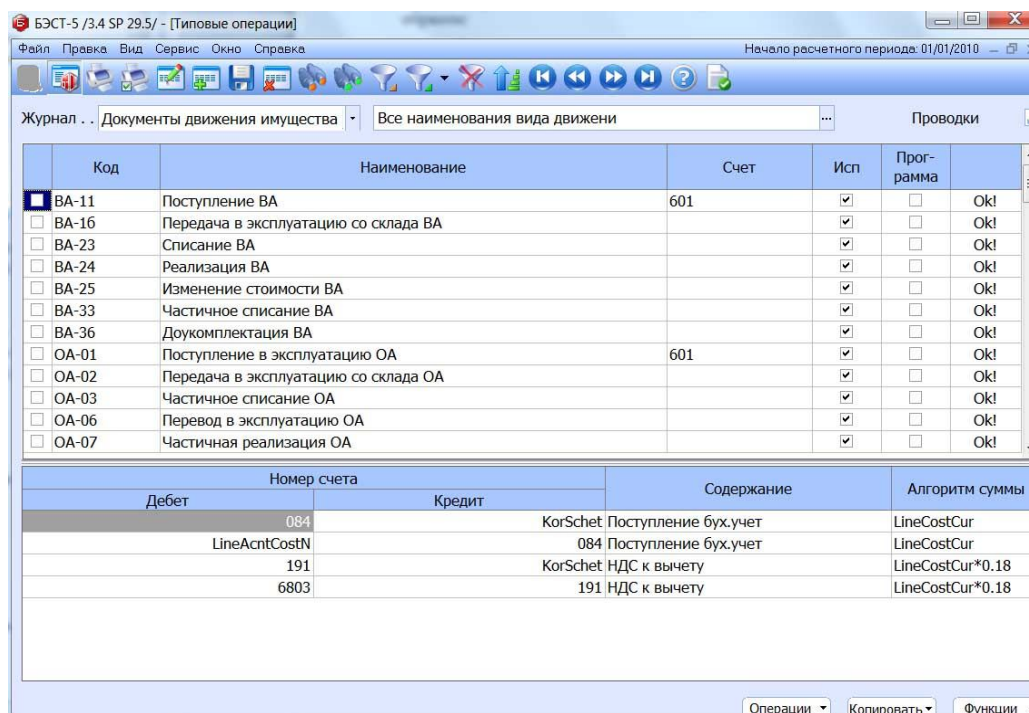 БЭСТ-5 /3.4 SP 29.5/ - [Типовые операции]
Файл Правка Вид Сервис Окно Справка Начало расчетного периода: 01/01/2010
Журнал . . Документы движения имущества Все наименования вида движени ... Проводки
Код Наименование Счет Исп Прог-рамма
ВА-11 Поступление ВА 601 Ok!
ВА-16 Передача в эксплуатацию со склада ВА Ok!
ВА-23 Списание ВА Ok!
ВА-24 Реализация ВА Ok!
ВА-25 Изменение стоимости ВА Ok!
ВА-33 Частичное списание ВА Ok!
ВА-36 Доукомплектация ВА Ok!
ОА-01 Поступление в эксплуатацию ОА 601 Ok!
ОА-02 Передача в эксплуатацию со склада ОА Ok!
ОА-03 Частичное списание ОА Ok!
ОА-06 Перевод в эксплуатацию ОА Ok!
ОА-07 Частичная реализация ОА Ok!
Номер счета Содержание Алгоритм суммы
Дебет Кредит
084 KorSchet Поступление бух.учет LineCostCur
LineAcntCostN 084 Поступление бух.учет LineCostCur
191 KorSchet НДС к вычету LineCostCur*0.18
6803 191 НДС к вычету LineCostCur*0.18
Операции Копировать Функции